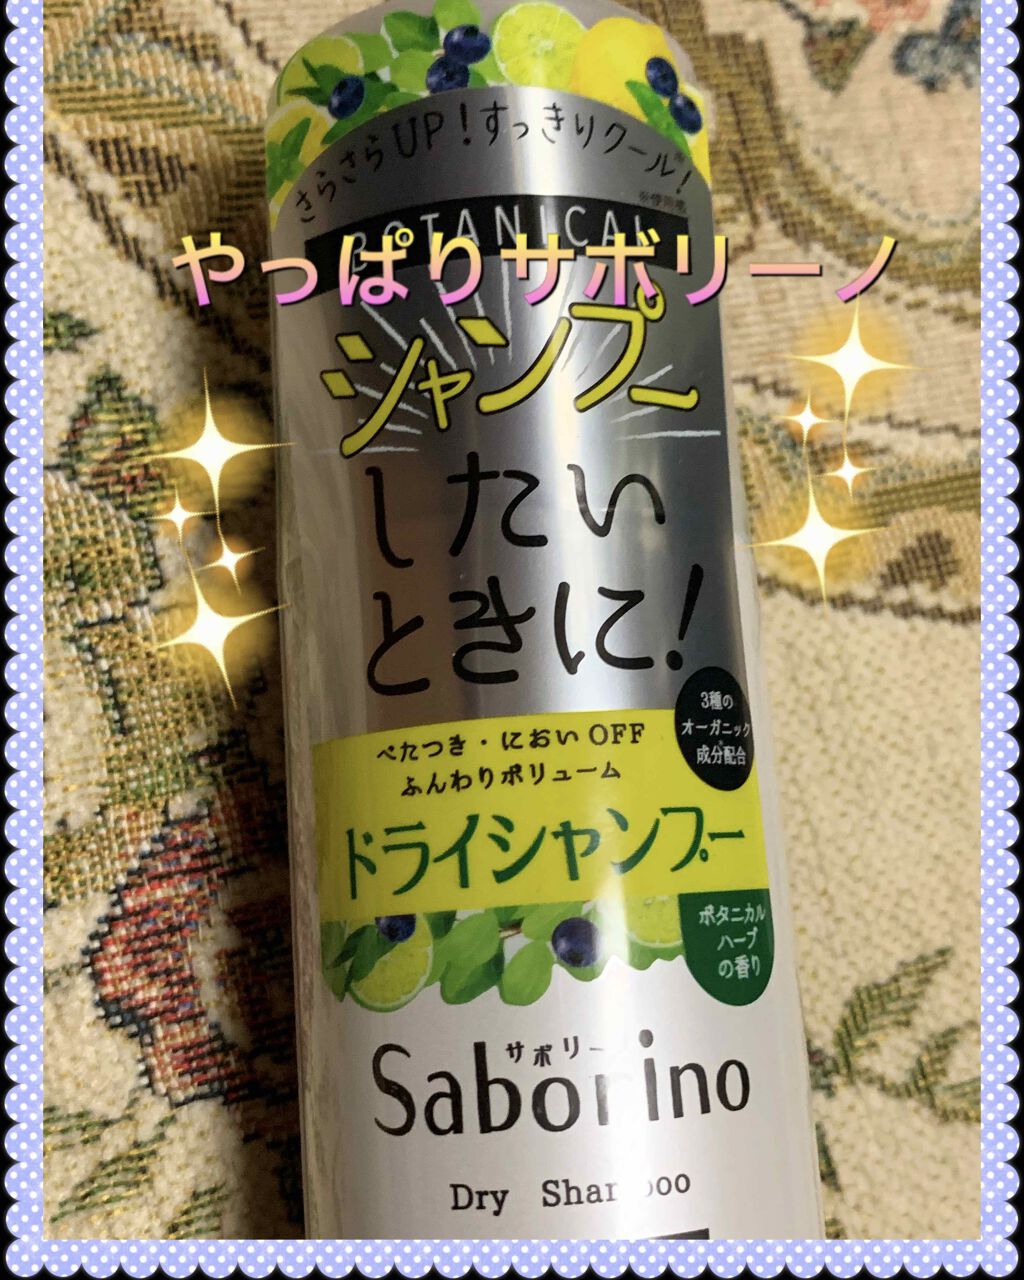 さらさらUP！すっきりクール※！
※使用感
BOTANICAL
やっぱりサボリーノ
シャンプー
したい
ときに！
3種の
オーガニック
成分配合
べたつき・においOFF
ふんわりボリューム
ドライシャンプー
ボタニカル
ハーブ
の香り
サボリー
Saborino
Dry Shampoo